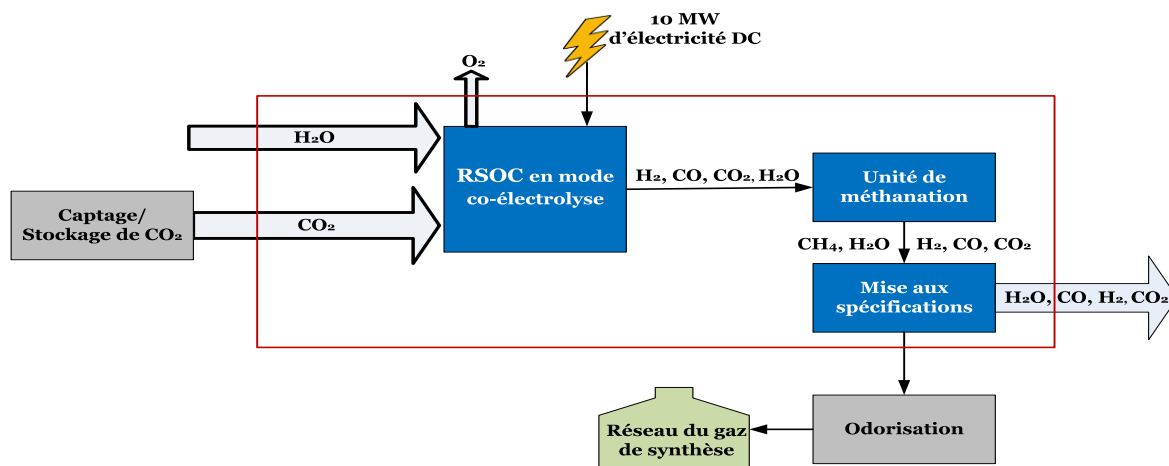 10 MW
d'électricité DC
O₂
H₂O
RSOC en mode
co-électrolyse
H₂, CO, CO₂, H₂O
Unité de
méthanation
Captage/
Stockage de CO₂
CO₂
CH₄, H₂O
H₂, CO, CO₂
Mise aux
spécifications
H₂O, CO, H₂, CO₂
Réseau du gaz
de synthèse
Odorisation